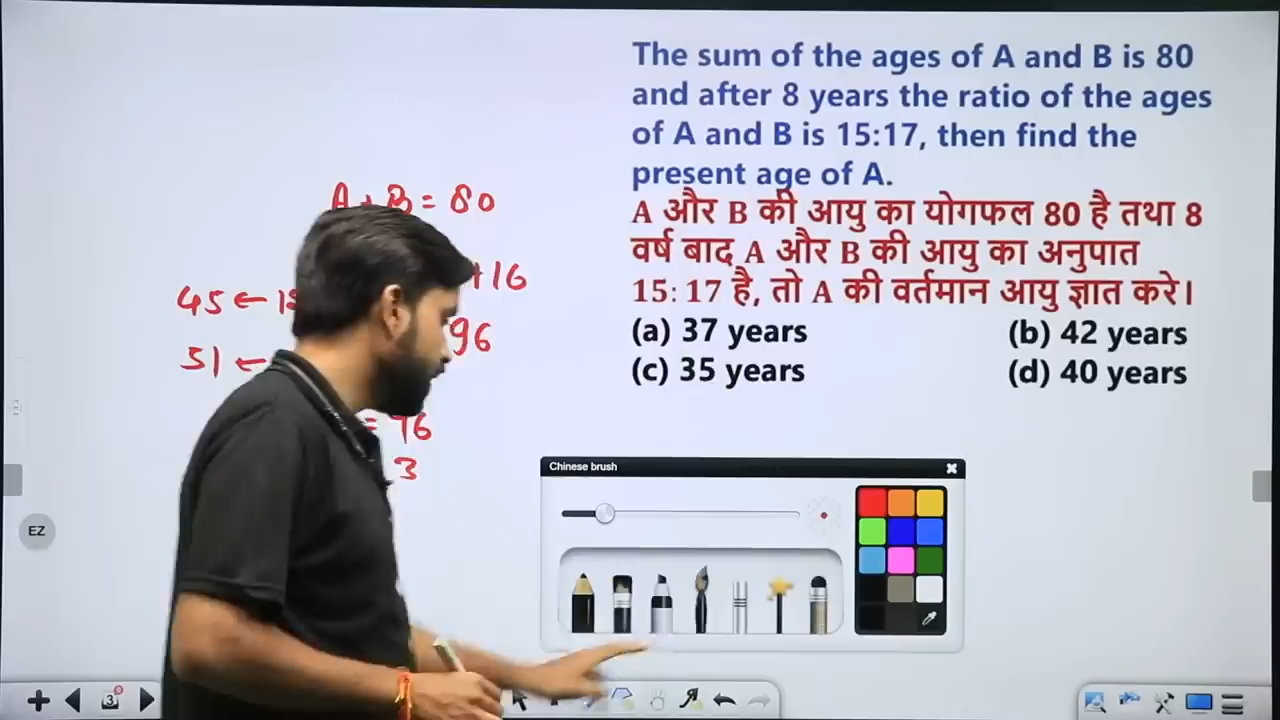 The sum of the ages of A and B is 80
and after 8 years the ratio of the ages
of A and B is 15:17, then find the
present age of A.
A और B की आयु का योगफल 80 है तथा 8
वर्ष बाद A और B की आयु का अनुपात
15: 17 है, तो A की वर्तमान आयु ज्ञात करे।
(a) 37 years
(b) 42 years
(c) 35 years
(d) 40 years
A+B=80
+16
45←15
96
51←
=96
3
Chinese brush
EZ
3